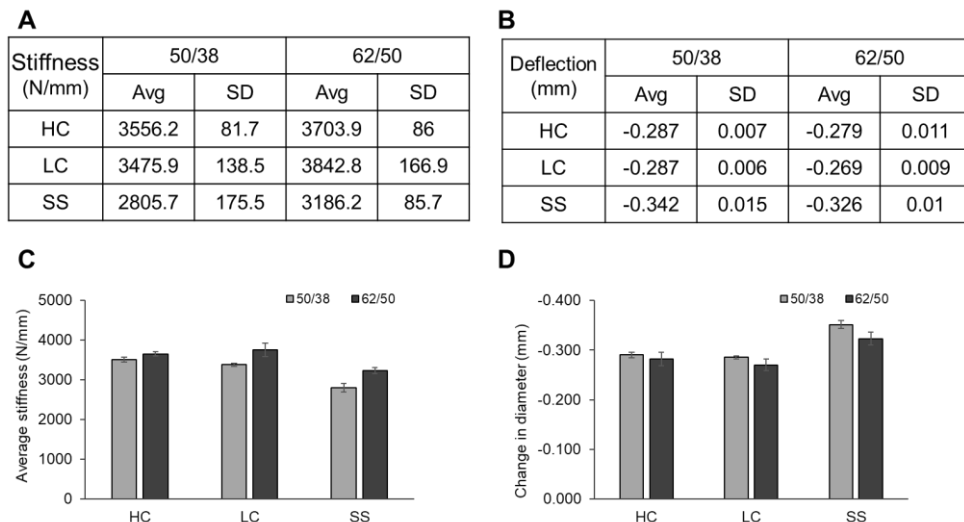 A
Stiffness (N/mm) 50/38 62/50
Avg SD Avg SD
HC 3556.2 81.7 3703.9 86
LC 3475.9 138.5 3842.8 166.9
SS 2805.7 175.5 3186.2 85.7
B
Deflection (mm) 50/38 62/50
Avg SD Avg SD
HC -0.287 0.007 -0.279 0.011
LC -0.287 0.006 -0.269 0.009
SS -0.342 0.015 -0.326 0.01
C
50/38 62/50
Average stiffness (N/mm)
5000
4000
3000
2000
1000
0
HC LC SS
D
50/38 62/50
Change in diameter (mm)
-0.400
-0.300
-0.200
-0.100
0.000
HC LC SS